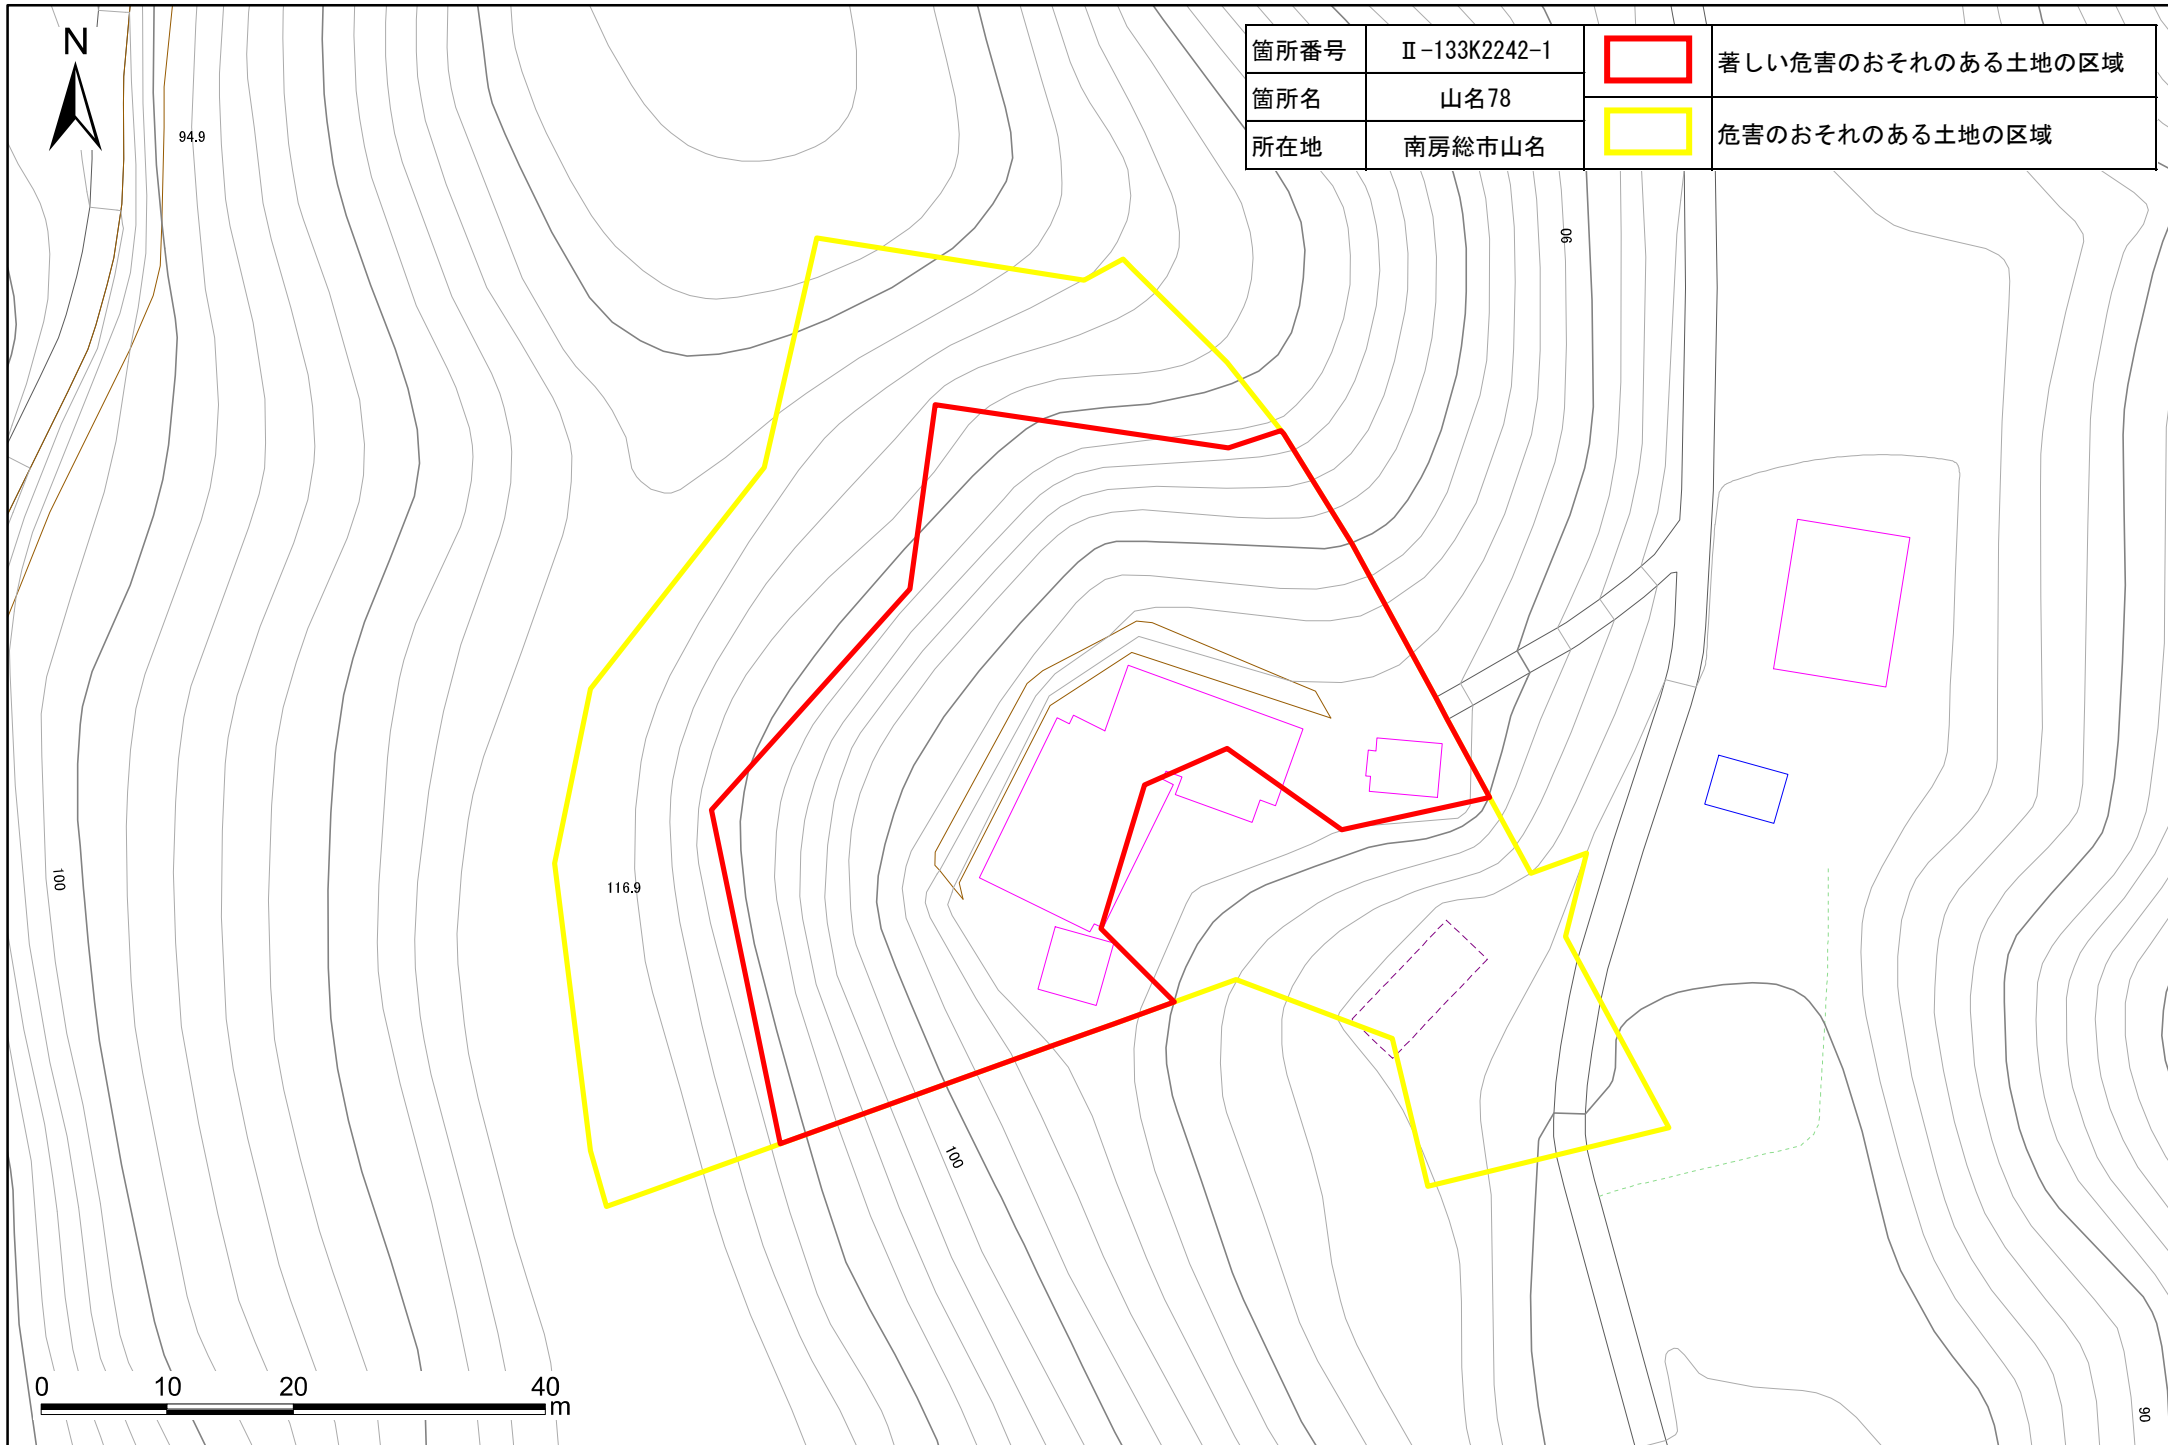 N
箇所番号 Ⅱ-133K2242-1
箇所名 山名78
所在地 南房総市山名
著しい危害のおそれのある土地の区域
危害のおそれのある土地の区域
94.9
90
100
116.9
100
90
0 10 20 40
m